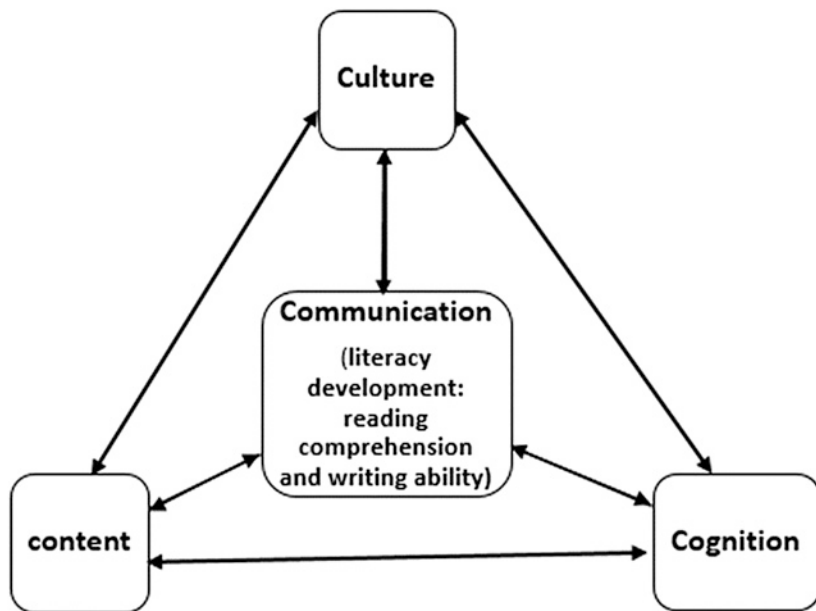 Culture
Communication
(literacy
development:
reading
comprehension
and writing ability)
content
Cognition